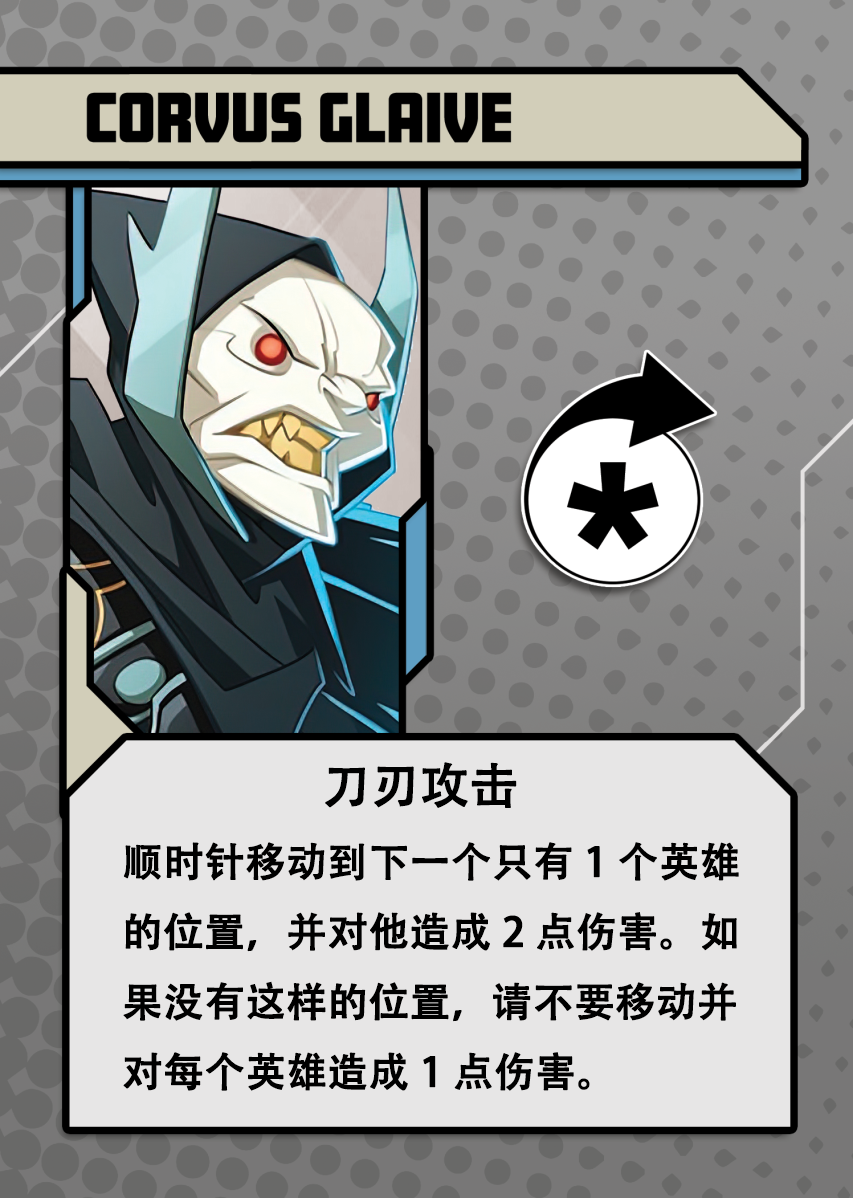 CORVUS GLAIVE
*
刀刃攻击
顺时针移动到下一个只有 1 个英雄
的位置，并对他造成 2 点伤害。如
果没有这样的位置，请不要移动并
对每个英雄造成 1 点伤害。